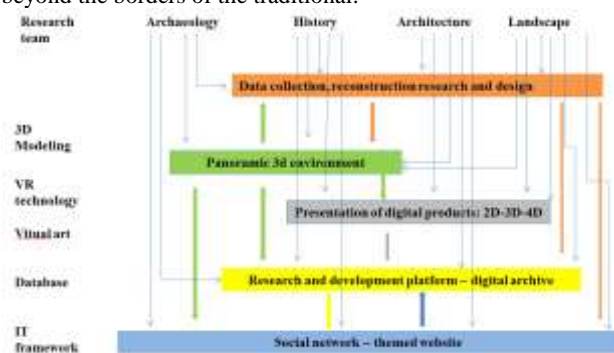 beyond the borders of the traditional.
Research team
Archaeology
History
Architecture
Landscape
Data collection, reconstruction research and design
3D Modeling
Panoramic 3d environment
VR technology
Presentation of digital products: 2D-3D-4D
Vitual art
Database
Research and development platform – digital archive
IT framework
Social network – themed website